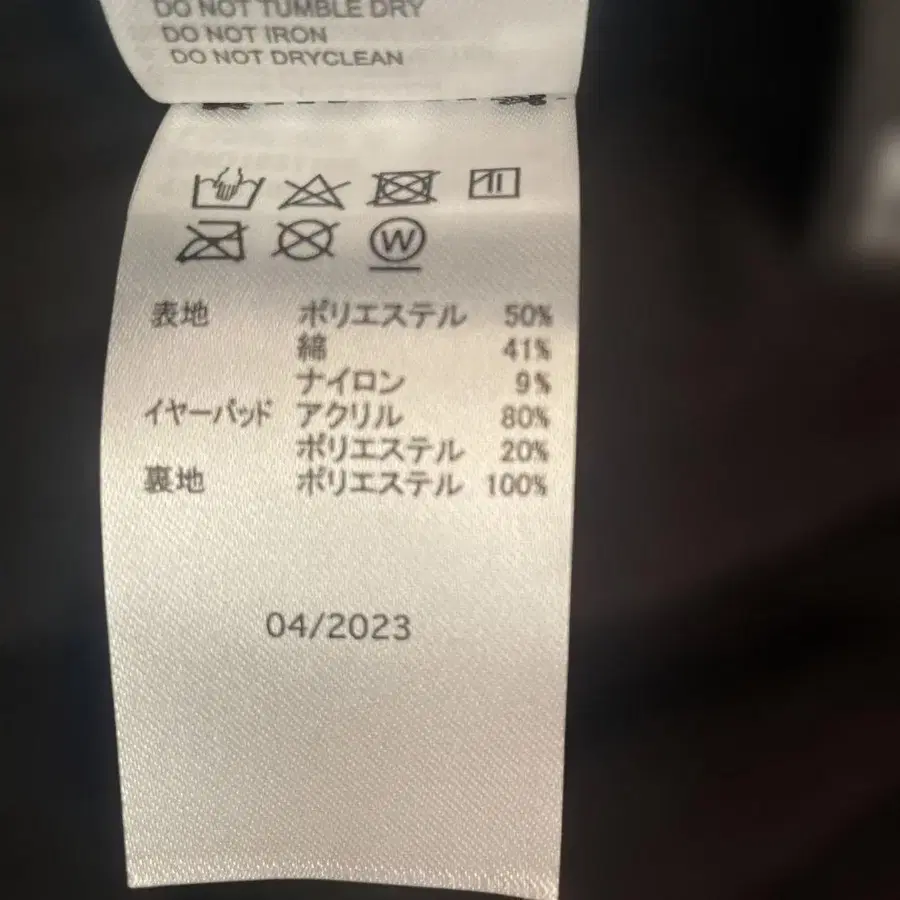 DO NOT TUMBLE DRY
DO NOT IRON
DO NOT DRYCLEAN
W
表地 ポリエステル 50%
綿 41%
ナイロン 9%
イヤーパッド アクリル 80%
ポリエステル 20%
裏地 ポリエステル 100%
04/2023